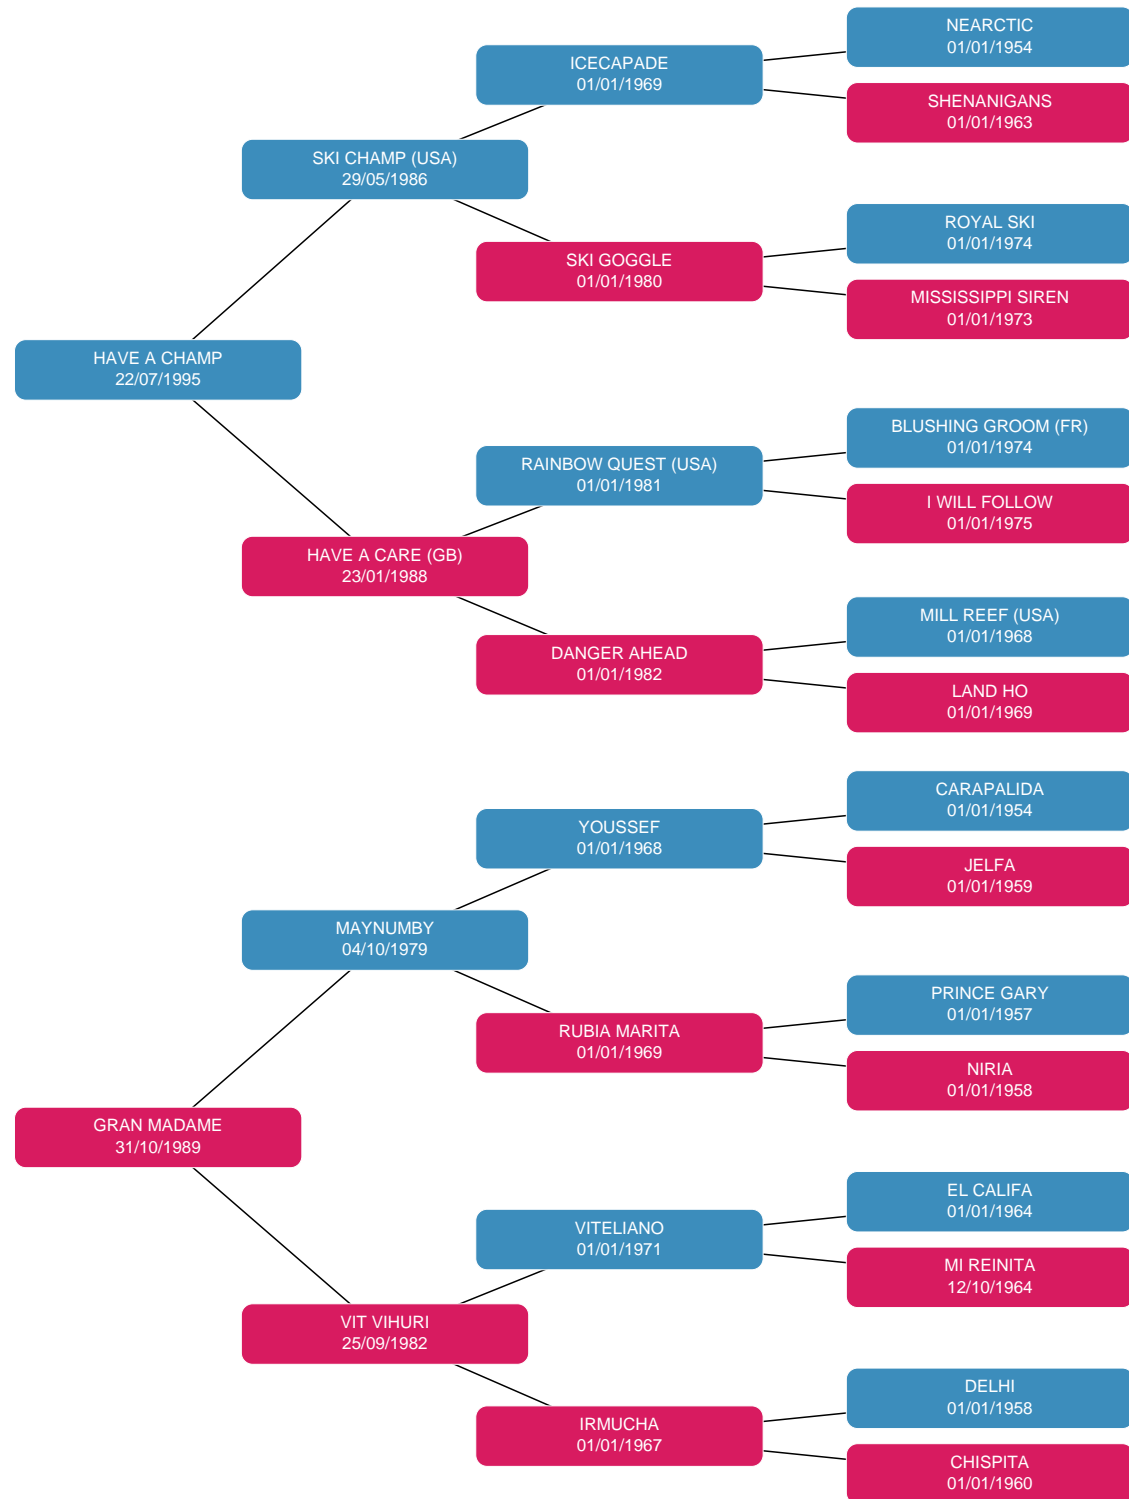 NEARCTIC
01/01/1954
ICECAPADE
01/01/1969
SHENANIGANS
01/01/1963
SKI CHAMP (USA)
29/05/1986
ROYAL SKI
01/01/1974
SKI GOGGLE
01/01/1980
MISSISSIPPI SIREN
01/01/1973
HAVE A CHAMP
22/07/1995
BLUSHING GROOM (FR)
01/01/1974
RAINBOW QUEST (USA)
01/01/1981
I WILL FOLLOW
01/01/1975
HAVE A CARE (GB)
23/01/1988
MILL REEF (USA)
01/01/1968
DANGER AHEAD
01/01/1982
LAND HO
01/01/1969
CARAPALIDA
01/01/1954
YOUSSEF
01/01/1968
JELFA
01/01/1959
MAYNUMBY
04/10/1979
PRINCE GARY
01/01/1957
RUBIA MARITA
01/01/1969
NIRIA
01/01/1958
GRAN MADAME
31/10/1989
EL CALIFA
01/01/1964
VITELIANO
01/01/1971
MI REINITA
12/10/1964
VIT VIHURI
25/09/1982
DELHI
01/01/1958
IRMUCHA
01/01/1967
CHISPITA
01/01/1960